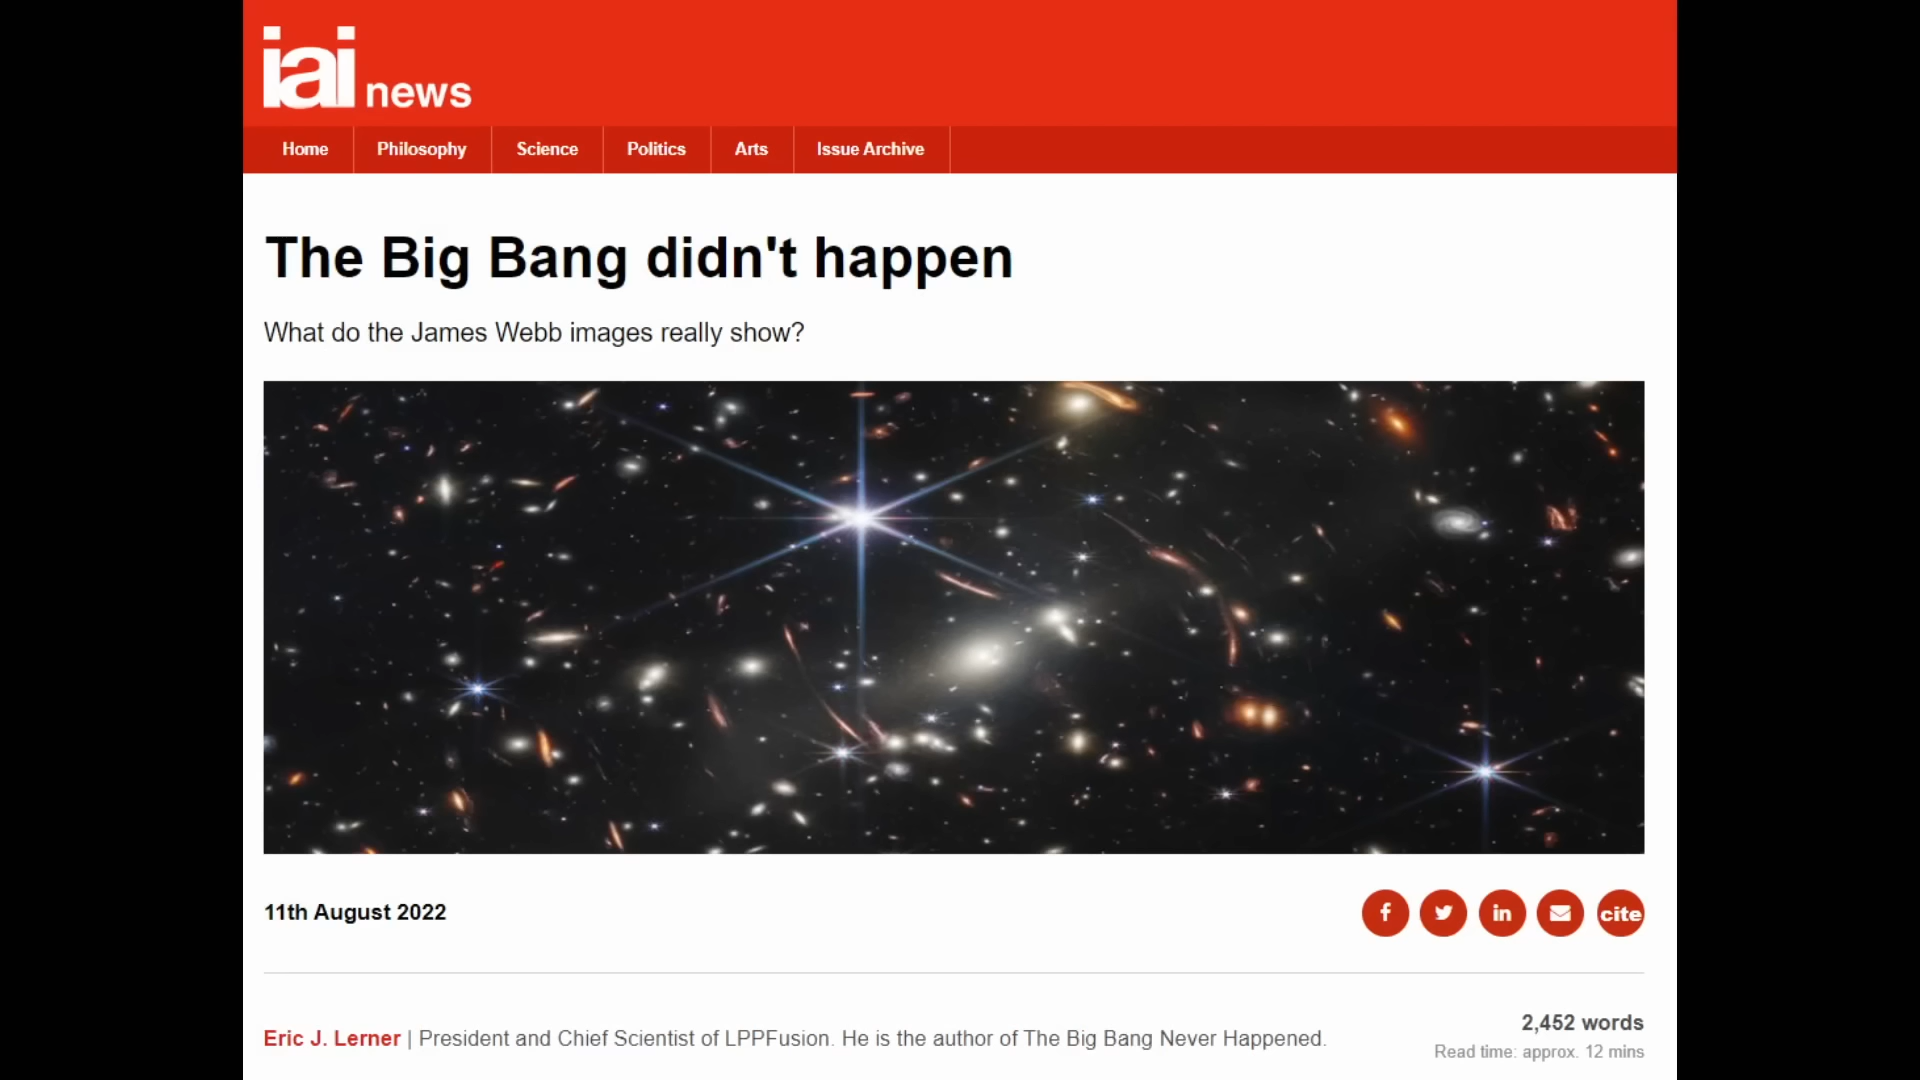 iai news
Home Philosophy Science Politics Arts Issue Archive
The Big Bang didn't happen
What do the James Webb images really show?
11th August 2022
cite
2,452 words
Eric J. Lerner | President and Chief Scientist of LPPFusion. He is the author of The Big Bang Never Happened.
Read time: approx. 12 mins